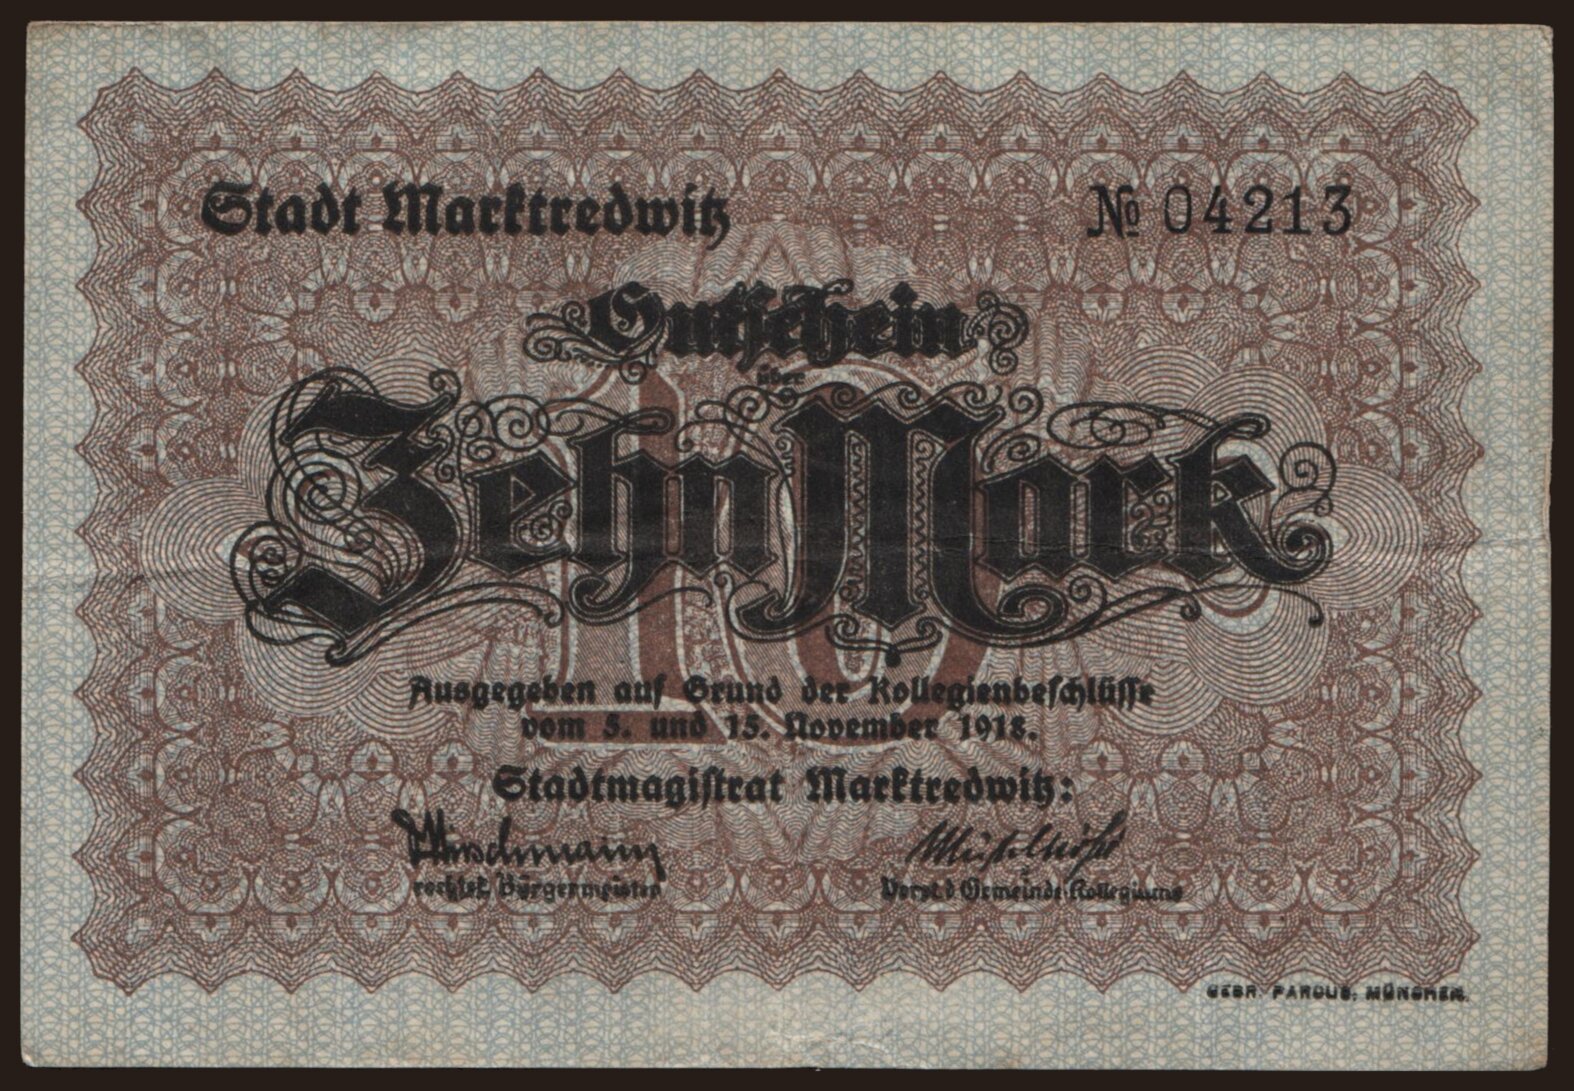 Stadt Marktredwitz
№ 04213
Gutschein
über
Zehn Mark
10
Ausgegeben auf Grund der Kollegienbeschlüsse
vom 5. und 15. November 1918.
Stadtmagistrat Marktredwitz:
rechtsk. Bürgermeister
Vorst. d. Gemeinde-Kollegiums
GEBR. PARCUS, MÜNCHEN.